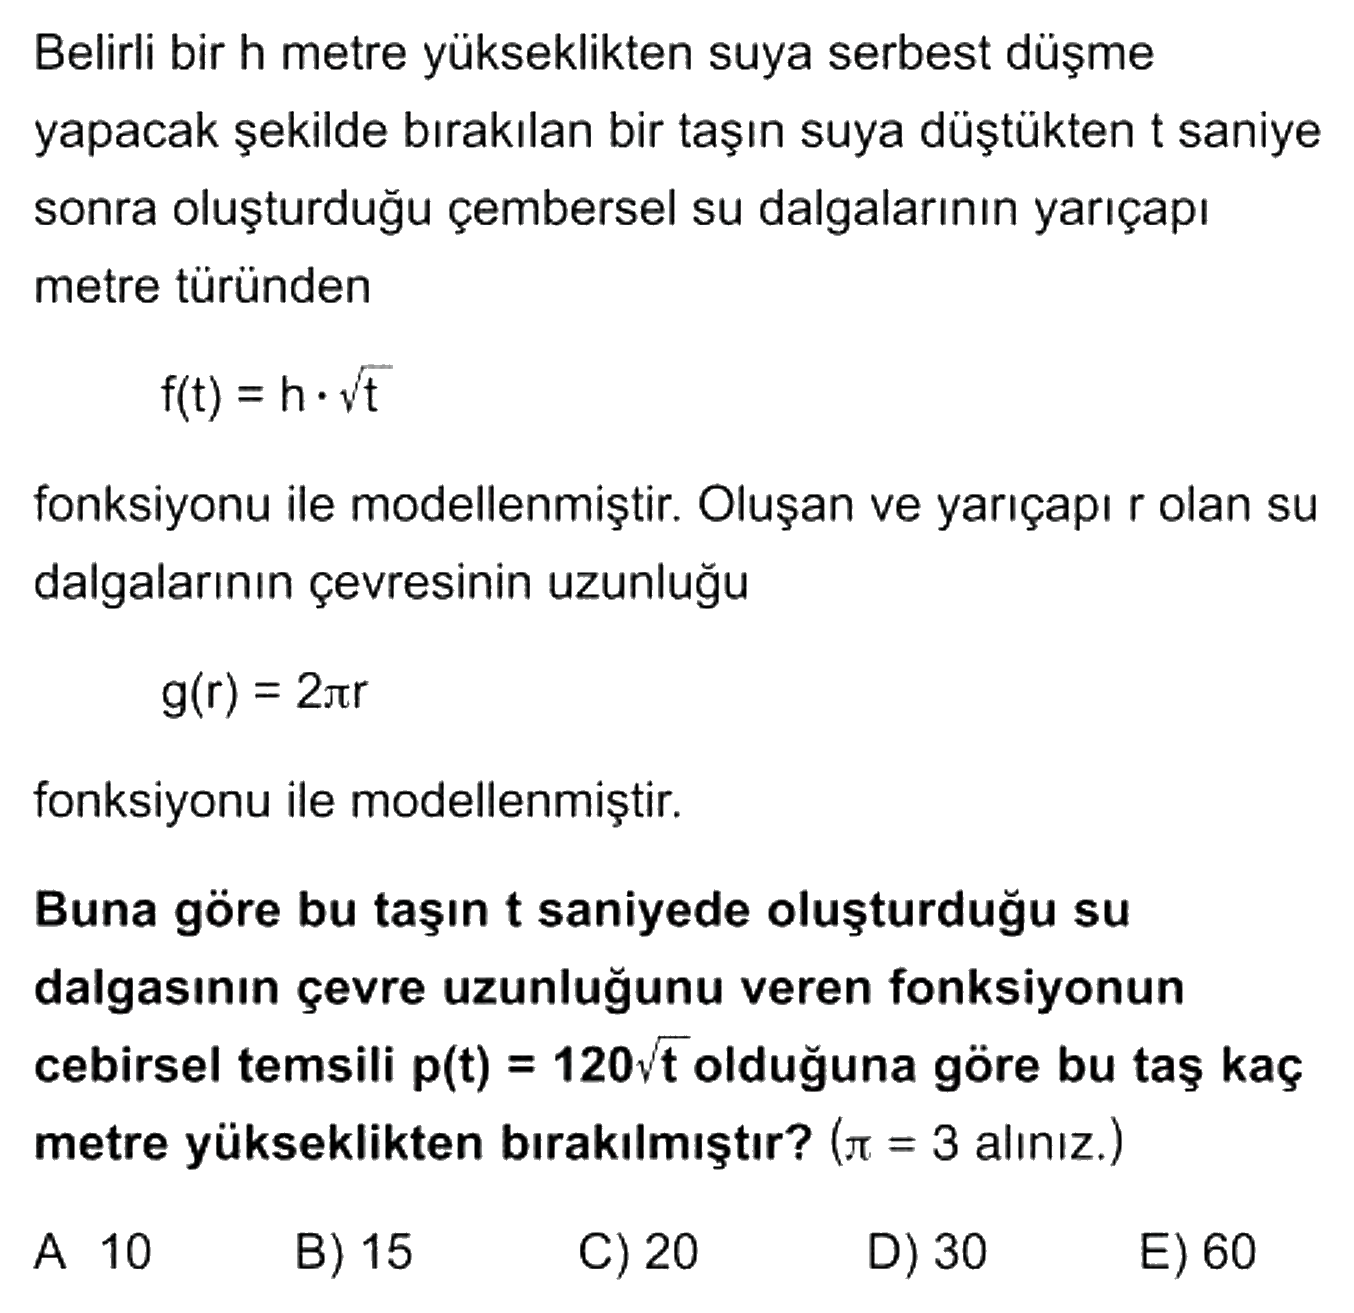 Belirli bir h metre yükseklikten suya serbest düşme
yapacak şekilde bırakılan bir taşın suya düştükten t saniye
sonra oluşturduğu çembersel su dalgalarının yarıçapı
metre türünden
f(t) = h · √t
fonksiyonu ile modellenmiştir. Oluşan ve yarıçapı r olan su
dalgalarının çevresinin uzunluğu
g(r) = 2πr
fonksiyonu ile modellenmiştir.
Buna göre bu taşın t saniyede oluşturduğu su
dalgasının çevre uzunluğunu veren fonksiyonun
cebirsel temsili p(t) = 120√t olduğuna göre bu taş kaç
metre yükseklikten bırakılmıştır? (π = 3 alınız.)
A 10 B) 15 C) 20 D) 30 E) 60